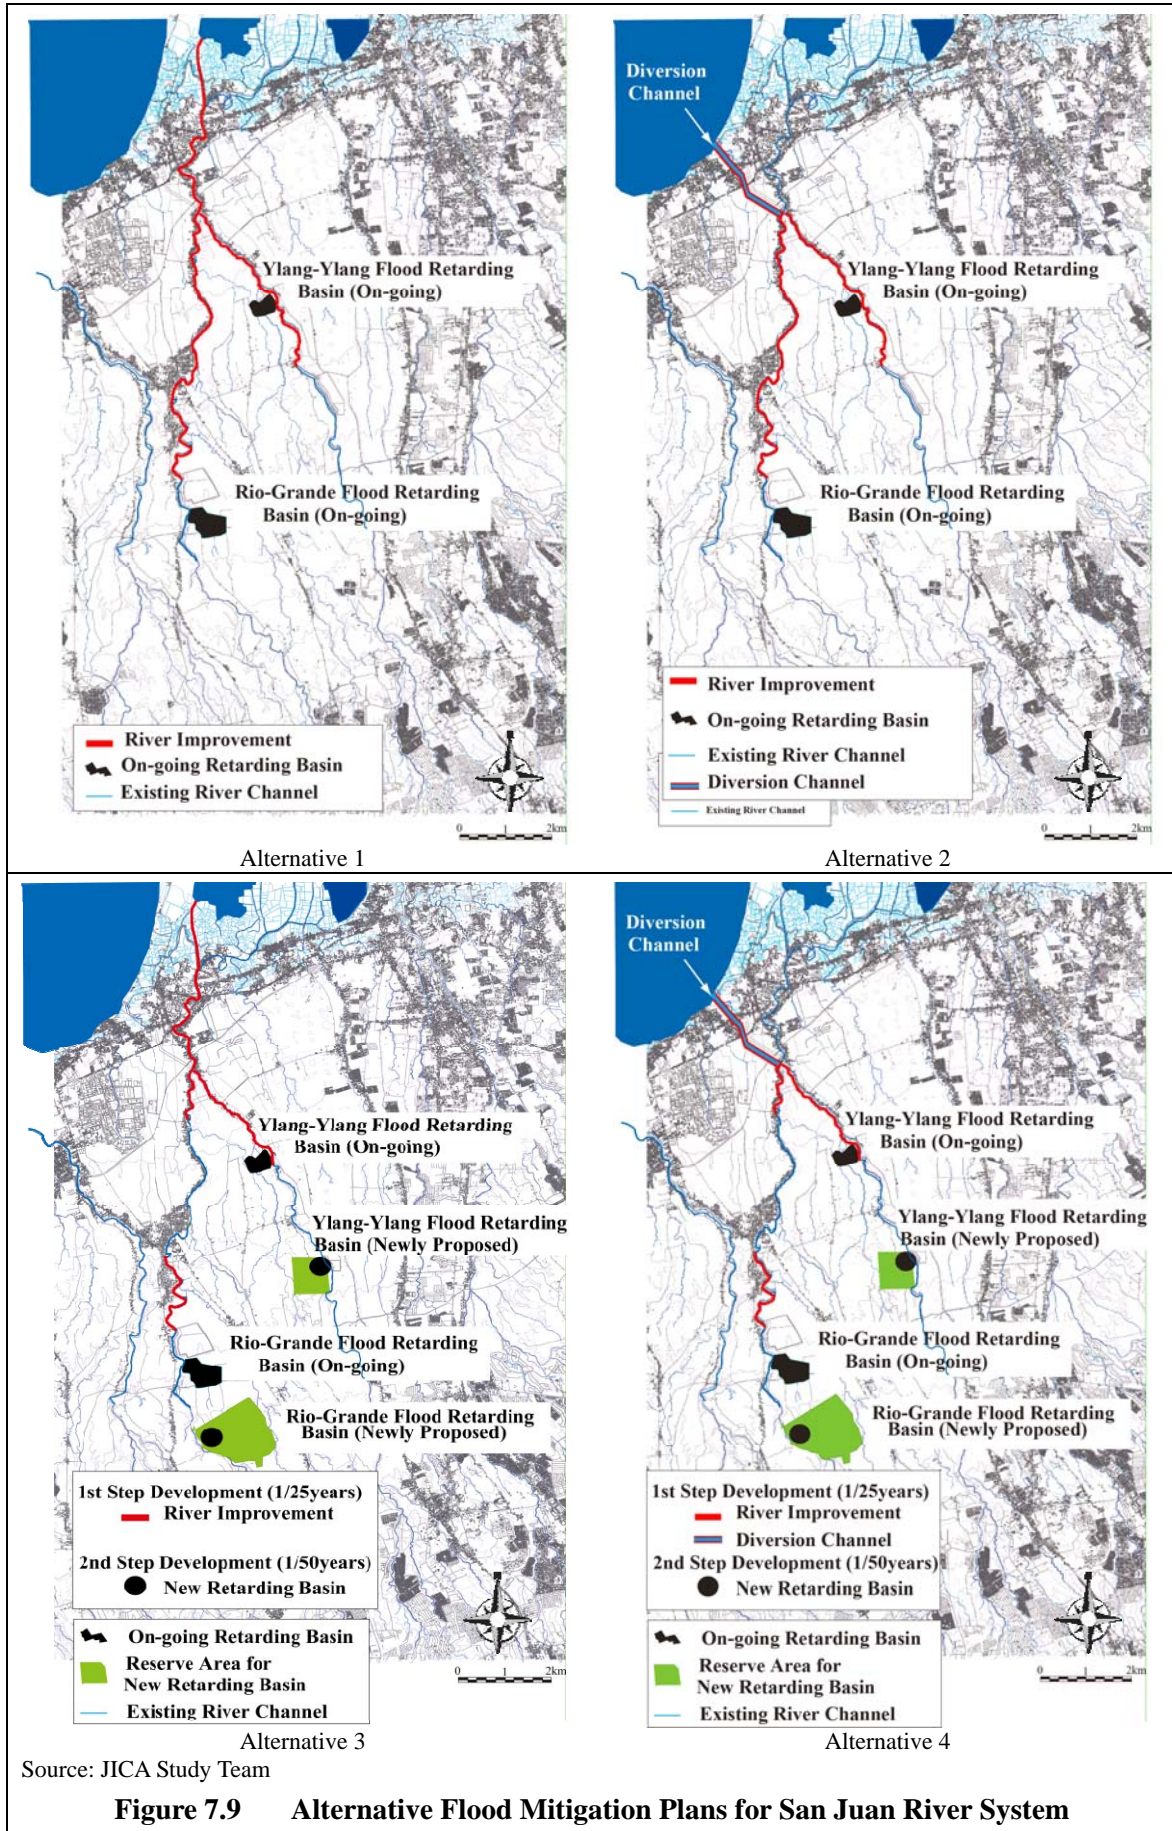 Ylang-Ylang Flood Retarding
Basin (On-going)
Rio-Grande Flood Retarding
Basin (On-going)
River Improvement
On-going Retarding Basin
Existing River Channel
0 1 2km
Alternative 1
Diversion
Channel
Ylang-Ylang Flood Retarding
Basin (On-going)
Rio-Grande Flood Retarding
Basin (On-going)
River Improvement
On-going Retarding Basin
Existing River Channel
Diversion Channel
Existing River Channel
0 1 2km
Alternative 2
Ylang-Ylang Flood Retarding
Basin (On-going)
Ylang-Ylang Flood Retarding
Basin (Newly Proposed)
Rio-Grande Flood Retarding
Basin (On-going)
Rio-Grande Flood Retarding
Basin (Newly Proposed)
1st Step Development (1/25years)
River Improvement
2nd Step Development (1/50years)
New Retarding Basin
On-going Retarding Basin
Reserve Area for
New Retarding Basin
Existing River Channel
0 1 2km
Alternative 3
Diversion
Channel
Ylang-Ylang Flood Retarding
Basin (On-going)
Ylang-Ylang Flood Retarding
Basin (Newly Proposed)
Rio-Grande Flood Retarding
Basin (On-going)
Rio-Grande Flood Retarding
Basin (Newly Proposed)
1st Step Development (1/25years)
River Improvement
Diversion Channel
2nd Step Development (1/50years)
New Retarding Basin
On-going Retarding Basin
Reserve Area for
New Retarding Basin
Existing River Channel
0 1 2km
Alternative 4
Source: JICA Study Team
Figure 7.9 Alternative Flood Mitigation Plans for San Juan River System